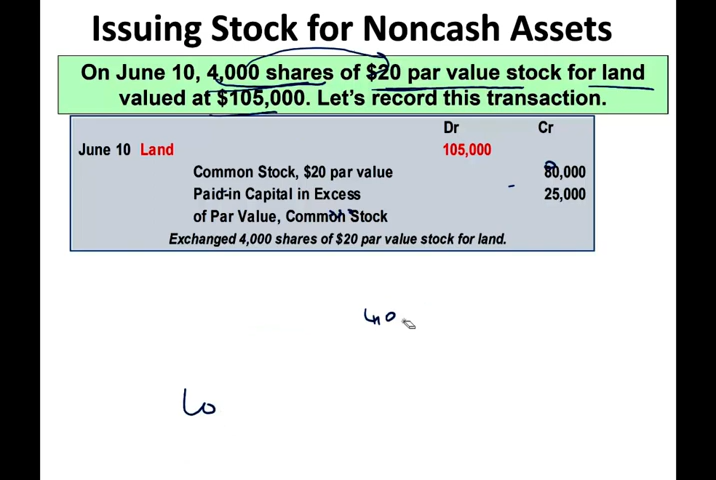 Issuing Stock for Noncash Assets
On June 10, 4,000 shares of $20 par value stock for land
valued at $105,000. Let's record this transaction.
Dr Cr
June 10 Land 105,000
Common Stock, $20 par value 80,000
Paid-in Capital in Excess 25,000
of Par Value, Common Stock
Exchanged 4,000 shares of $20 par value stock for land.